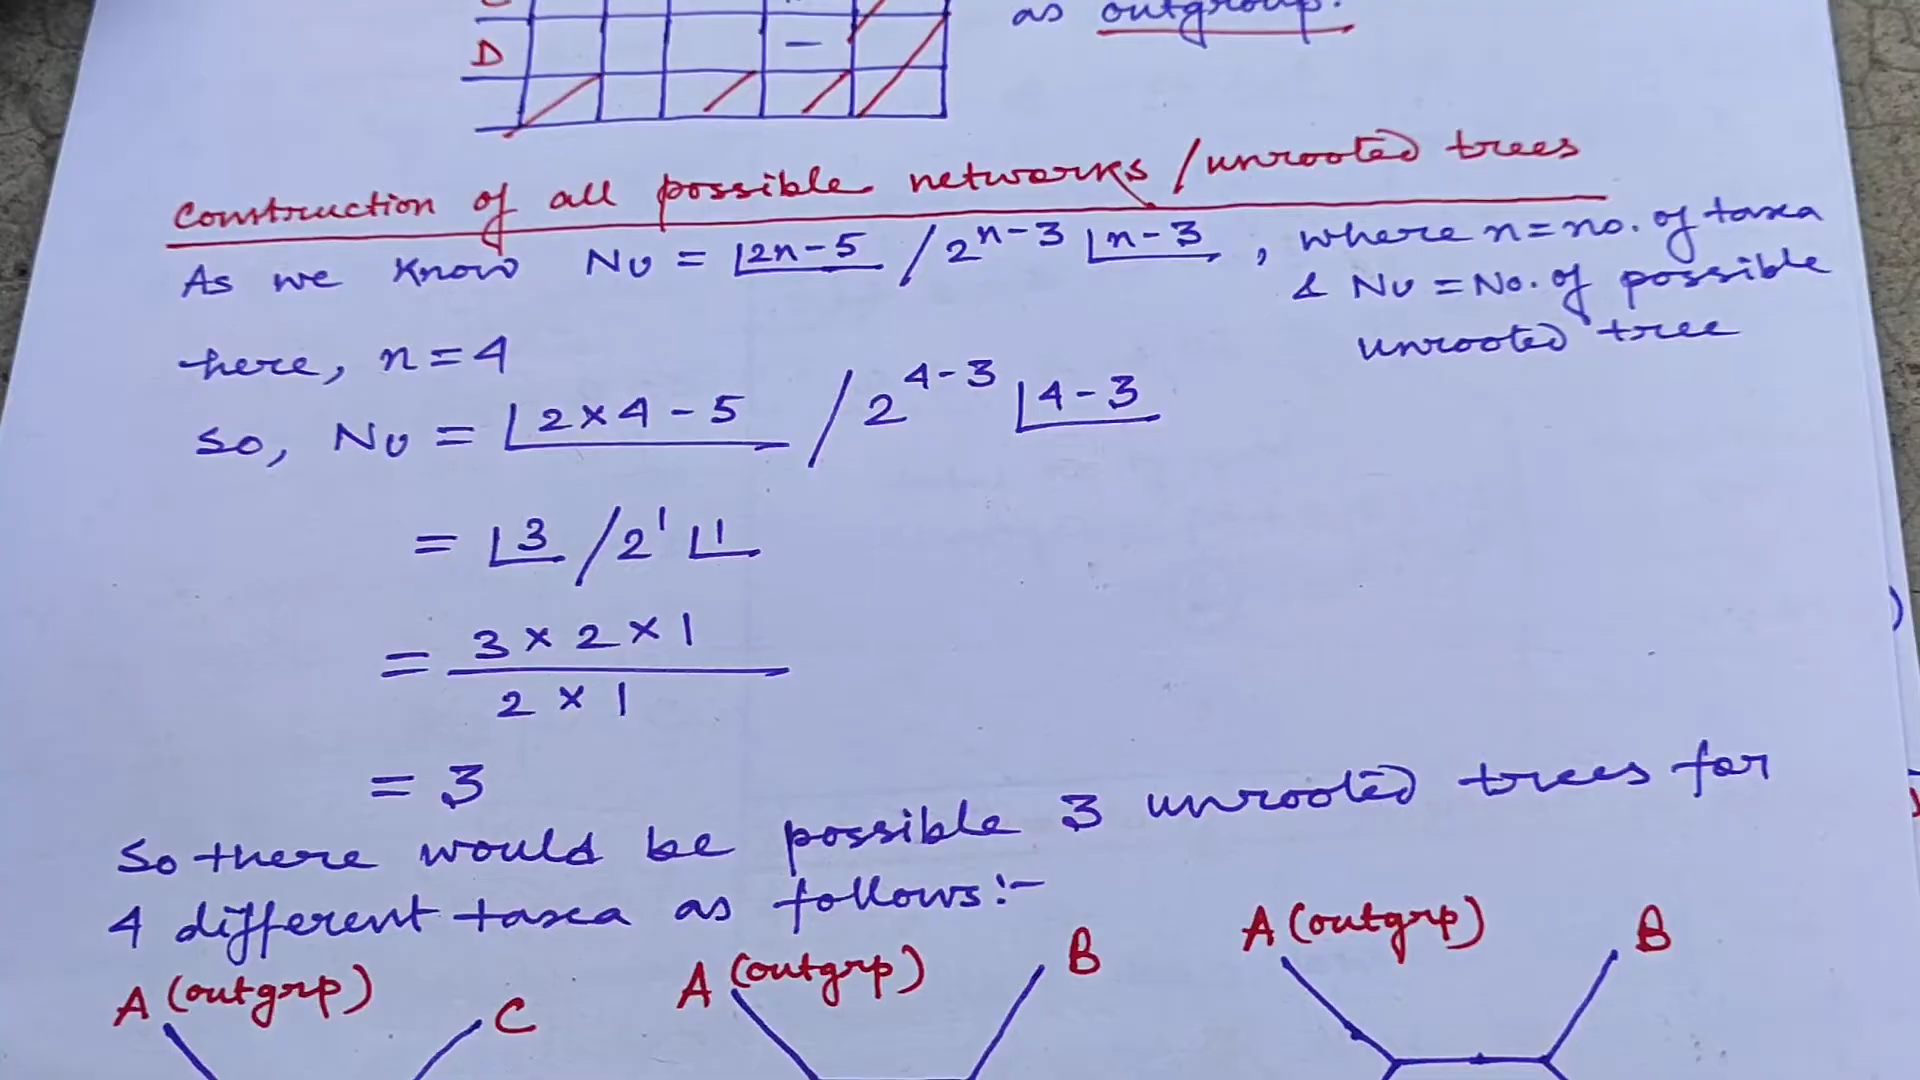 as outgroup.
D –
Construction of all possible networks / unrooted trees
As we know Nu = ⌊2n-5 / 2^n-3 ⌊n-3 , where n = no. of taxa
& Nu = No. of possible
unrooted tree
here, n = 4
so, Nu = ⌊2×4-5 / 2^4-3 ⌊4-3
= ⌊3 / 2^1 ⌊1
= 3 × 2 × 1
2 × 1
= 3
So there would be possible 3 unrooted trees for
4 different taxa as follows:-
A (outgrp) C A (outgrp) B A (outgrp) B